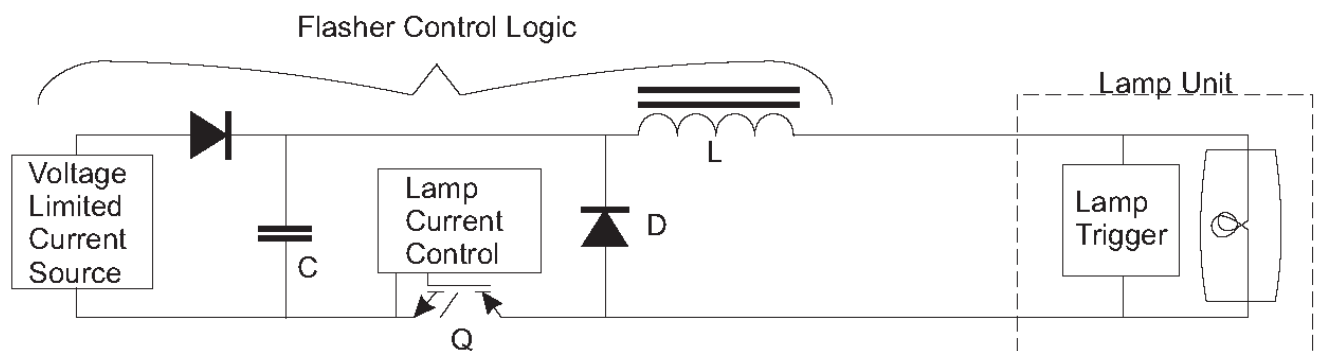 Flasher Control Logic
Lamp Unit
Voltage
Limited
Current
Source
C
Lamp
Current
Control
Q
D
L
Lamp
Trigger